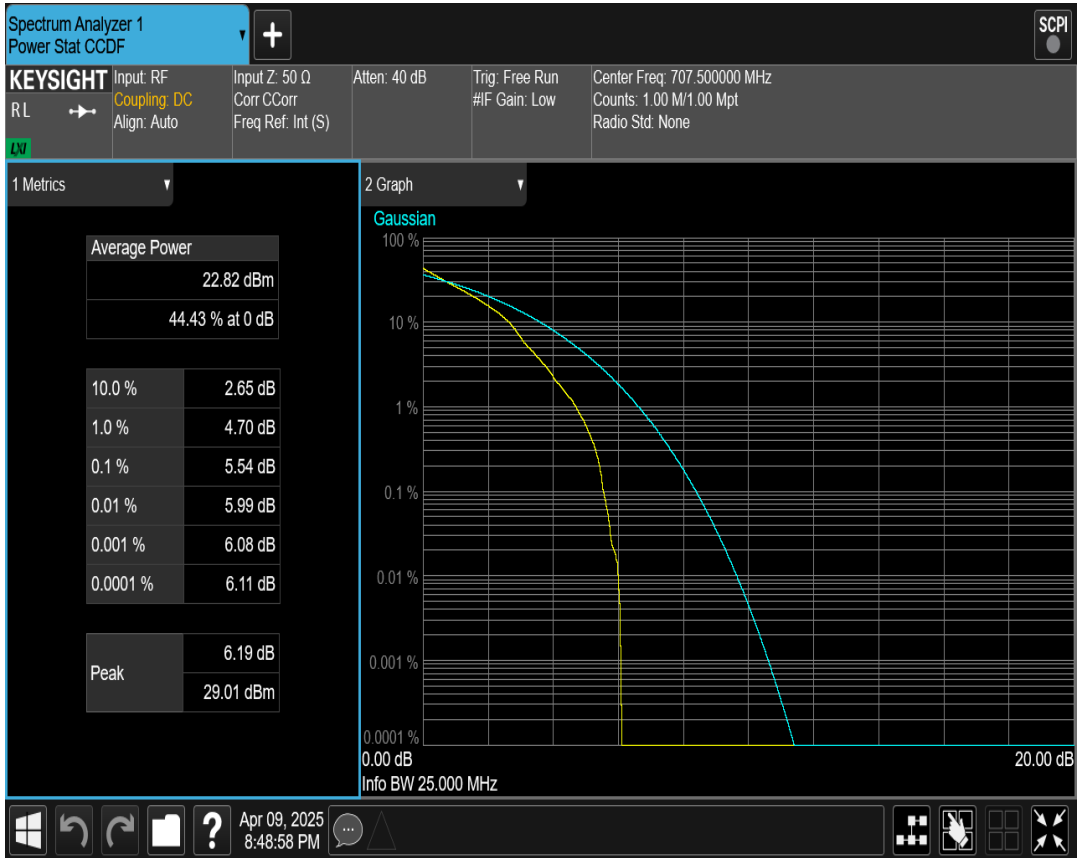 Spectrum Analyzer 1
Power Stat CCDF
+
SCPI
KEYSIGHT
RL
LXI
Input: RF
Coupling: DC
Align: Auto
Input Z: 50 Ω
Corr CCorr
Freq Ref: Int (S)
Atten: 40 dB
Trig: Free Run
#IF Gain: Low
Center Freq: 707.500000 MHz
Counts: 1.00 M/1.00 Mpt
Radio Std: None
1 Metrics
Average Power
22.82 dBm
44.43 % at 0 dB
10.0 % 2.65 dB
1.0 % 4.70 dB
0.1 % 5.54 dB
0.01 % 5.99 dB
0.001 % 6.08 dB
0.0001 % 6.11 dB
Peak
6.19 dB
29.01 dBm
2 Graph
Gaussian
100 %
10 %
1 %
0.1 %
0.01 %
0.001 %
0.0001 %
0.00 dB 20.00 dB
Info BW 25.000 MHz
?
Apr 09, 2025
8:48:58 PM